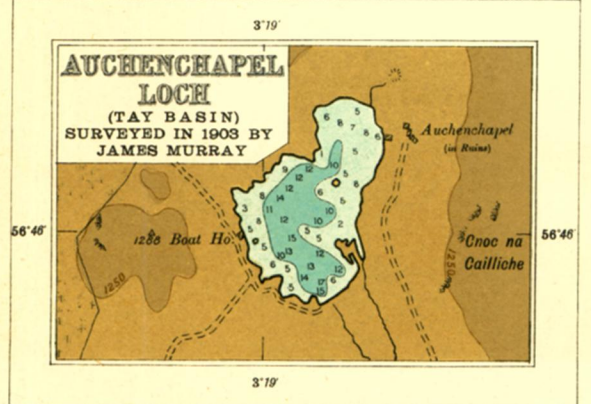 3°19'
AUCHENCHAPEL
LOCH
(TAY BASIN)
SURVEYED IN 1903 BY
JAMES MURRAY
Auchenchapel
(in Ruins)
56°46'
1288 Boat Ho.
Cnoc na
Cailliche
56°46'
1250
1250
3°19'